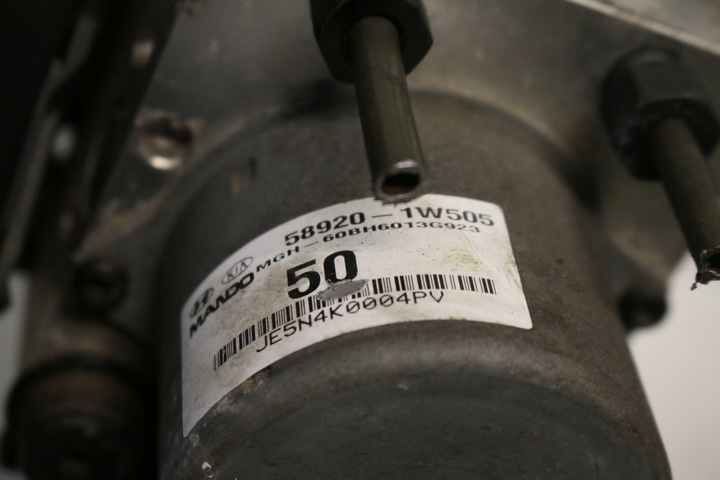 58920-1W505
KIA MGH-60BH6013G923
MANDO 50
JE5N4K0004PV